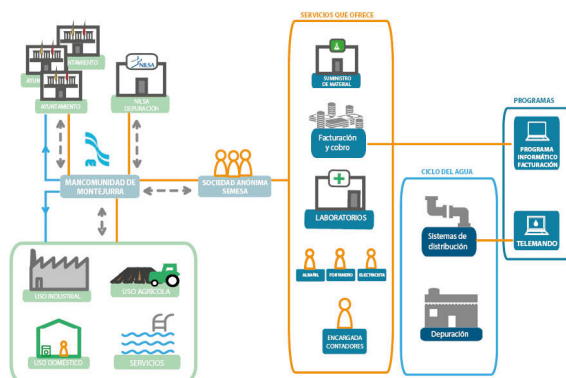 SERVICIOS QUE OFRECE
AYUNTAMIENTO
NILSA
NILSA
DEPURACIÓN
SUMINISTRO
DE MATERIAL
Facturación
y cobro
PROGRAMAS
PROGRAMA
INFORMÁTICO
FACTURACIÓN
MANCOMUNIDAD DE
MONTEJURRA
SOCIEDAD ANÓNIMA
SEMESA
LABORATORIOS
CICLO DEL AGUA
Sistemas de
distribución
TELEMANDO
ALBAÑIL
FONTANERO
ELECTRICISTA
USO INDUSTRIAL
USO AGRÍCOLA
USO DOMÉSTICO
SERVICIOS
ENCARGADA
CONTADORES
Depuración